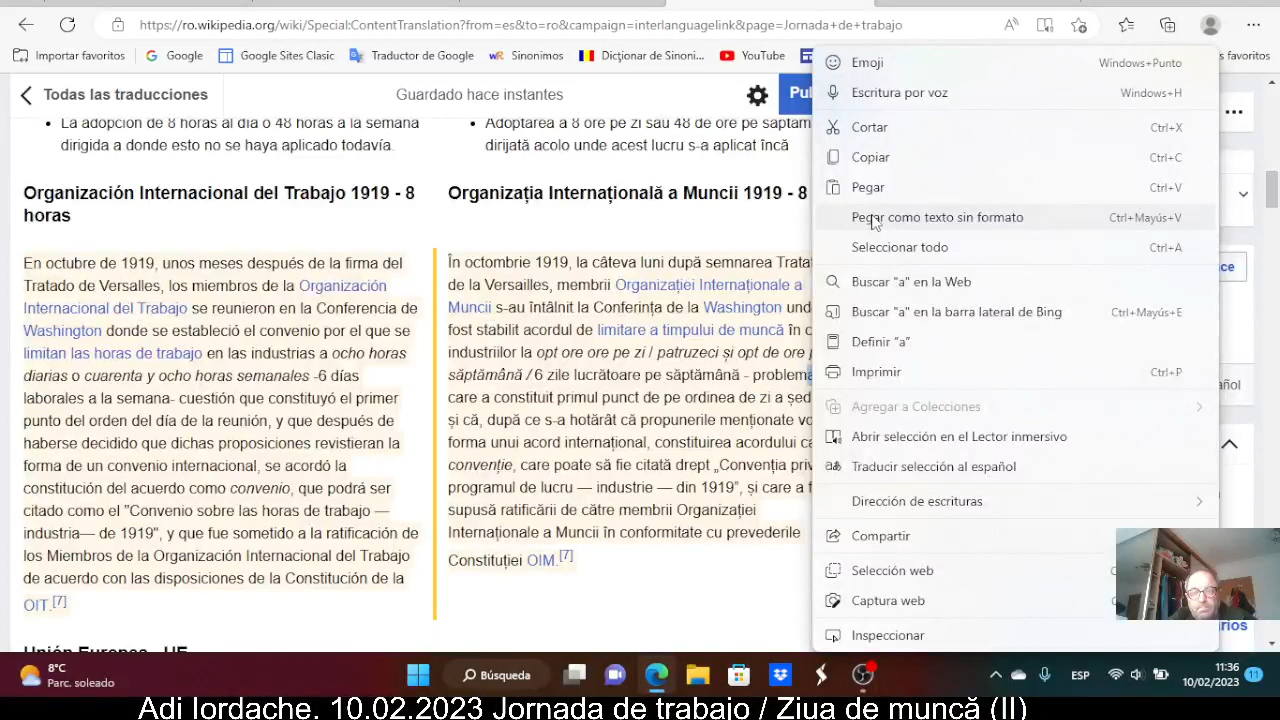 https://ro.wikipedia.org/wiki/Special:ContentTranslation?from=es&to=ro&campaign=interlanguagelink&page=Jornada+de+trabajo
Importar favoritos Google Google Sites Clasic Traductor de Google Sinonimos Dicţionar de Sinoni... YouTube favoritos
Todas las traducciones Guardado hace instantes
La adopción de 8 horas al día o 48 horas a la semana
dirigida a donde esto no se haya aplicado todavía.
Adoptarea a 8 ore pe zi sau 48 de ore pe săptăm
dirijată acolo unde acest lucru s-a aplicat încă
Organización Internacional del Trabajo 1919 - 8
horas
Organizația Internațională a Muncii 1919 - 8
En octubre de 1919, unos meses después de la firma del
Tratado de Versalles, los miembros de la Organización
Internacional del Trabajo se reunieron en la Conferencia de
Washington donde se estableció el convenio por el que se
limitan las horas de trabajo en las industrias a ocho horas
diarias o cuarenta y ocho horas semanales -6 días
laborales a la semana- cuestión que constituyó el primer
punto del orden del día de la reunión, y que después de
haberse decidido que dichas proposiciones revistieran la
forma de un convenio internacional, se acordó la
constitución del acuerdo como convenio, que podrá ser
citado como el "Convenio sobre las horas de trabajo —
industria— de 1919", y que fue sometido a la ratificación de
los Miembros de la Organización Internacional del Trabajo
de acuerdo con las disposiciones de la Constitución de la
OIT.[7]
În octombrie 1919, la câteva luni după semnarea Tratat
de la Versailles, membrii Organizației Internaționale a
Muncii s-au întâlnit la Conferința de la Washington und
fost stabilit acordul de limitare a timpului de muncă în c
industriilor la opt ore ore pe zi / patruzeci și opt de ore p
săptămână / 6 zile lucrătoare pe săptămână - problema
care a constituit primul punct de pe ordinea de zi a șed
și că, după ce s-a hotărât că propunerile menționate vo
forma unui acord internațional, constituirea acordului ca
convenție, care poate să fie citată drept „Convenția priv
programul de lucru — industrie — din 1919”, și care a f
supusă ratificării de către membrii Organizației
Internaționale a Muncii în conformitate cu prevederile
Constituției OIM.[7]
Emoji Windows+Punto
Escritura por voz Windows+H
Cortar Ctrl+X
Copiar Ctrl+C
Pegar Ctrl+V
Pegar como texto sin formato Ctrl+Mayús+V
Seleccionar todo Ctrl+A
Buscar "a" en la Web
Buscar "a" en la barra lateral de Bing Ctrl+Mayús+E
Definir "a"
Imprimir Ctrl+P
Agregar a Colecciones
Abrir selección en el Lector inmersivo
Traducir selección al español
Dirección de escrituras
Compartir
Selección web
Captura web
Inspeccionar
8°C
Parc. soleado
Búsqueda
ESP
11:36
10/02/2023
11
Adi Iordache. 10.02.2023 Jornada de trabajo / Ziua de muncă (II)